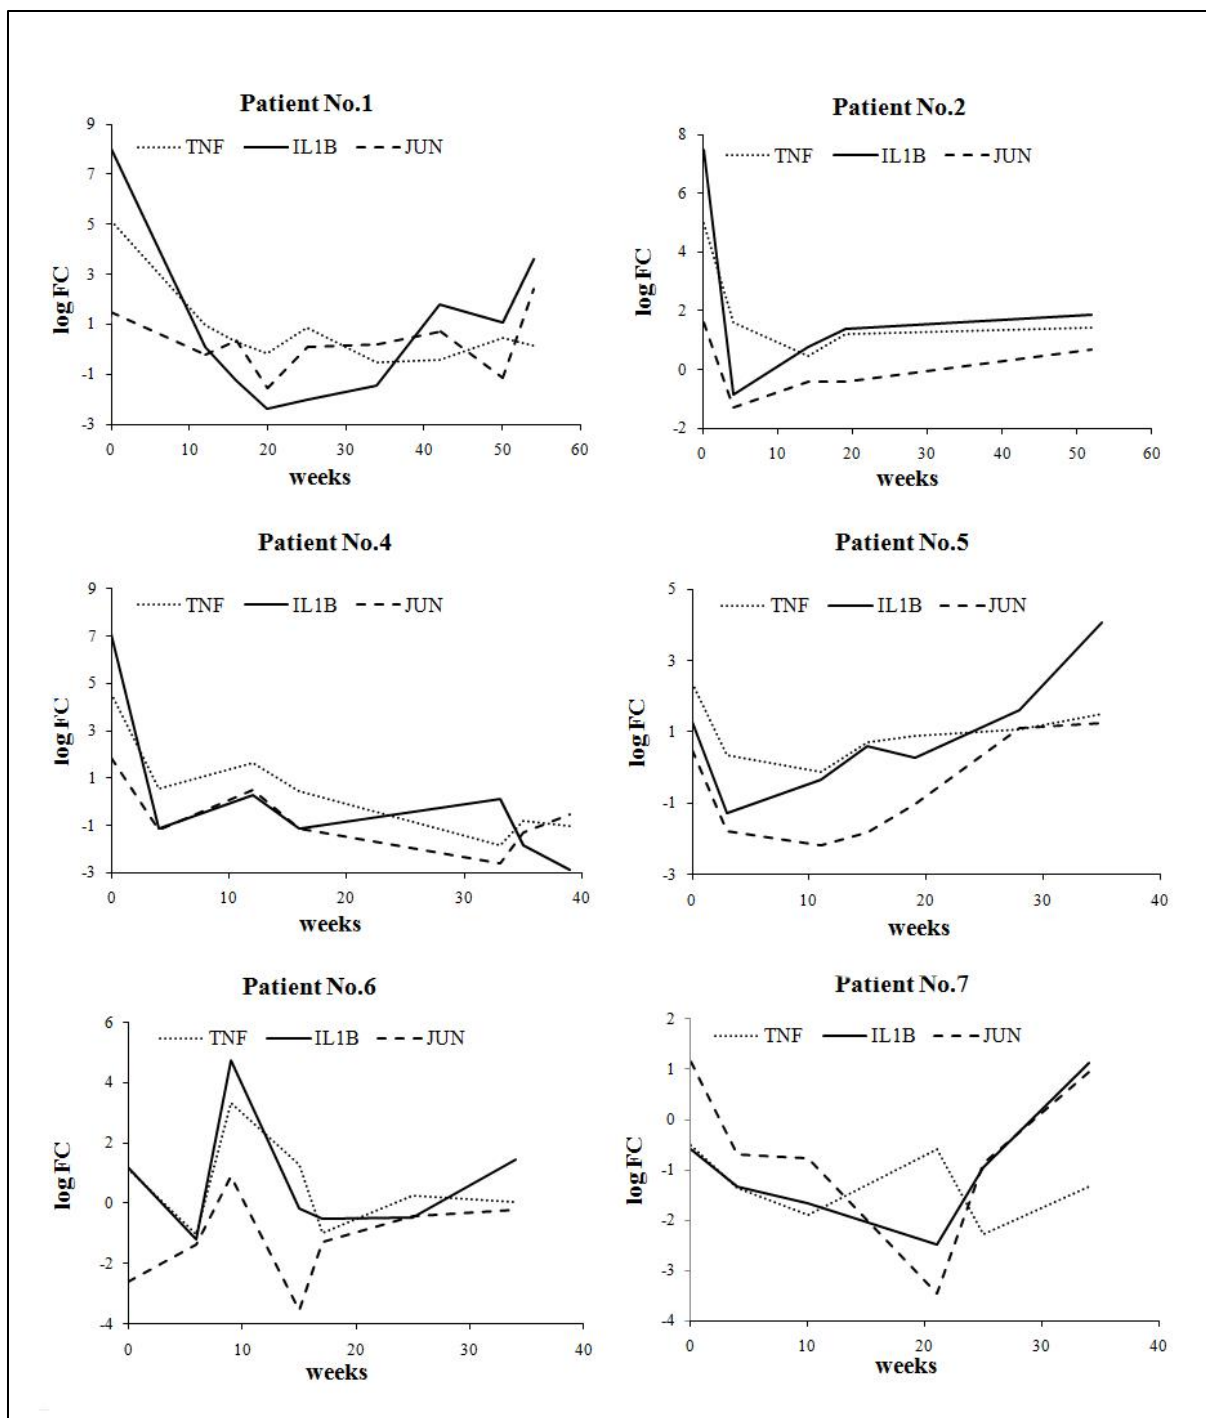 Patient No.1
9
TNF IL1B JUN
7
5
3
1
-1
-3
0 10 20 30 40 50 60
log FC
weeks
Patient No.2
8
TNF IL1B JUN
6
4
2
0
-2
0 10 20 30 40 50 60
log FC
weeks
Patient No.4
9
TNF IL1B JUN
7
5
3
1
-1
-3
0 10 20 30 40
log FC
weeks
Patient No.5
5
TNF IL1B JUN
3
1
-1
-3
0 10 20 30 40
log FC
weeks
Patient No.6
6
TNF IL1B JUN
4
2
0
-2
-4
0 10 20 30 40
log FC
weeks
Patient No.7
2
TNF IL1B JUN
1
0
-1
-2
-3
-4
0 10 20 30 40
log FC
weeks